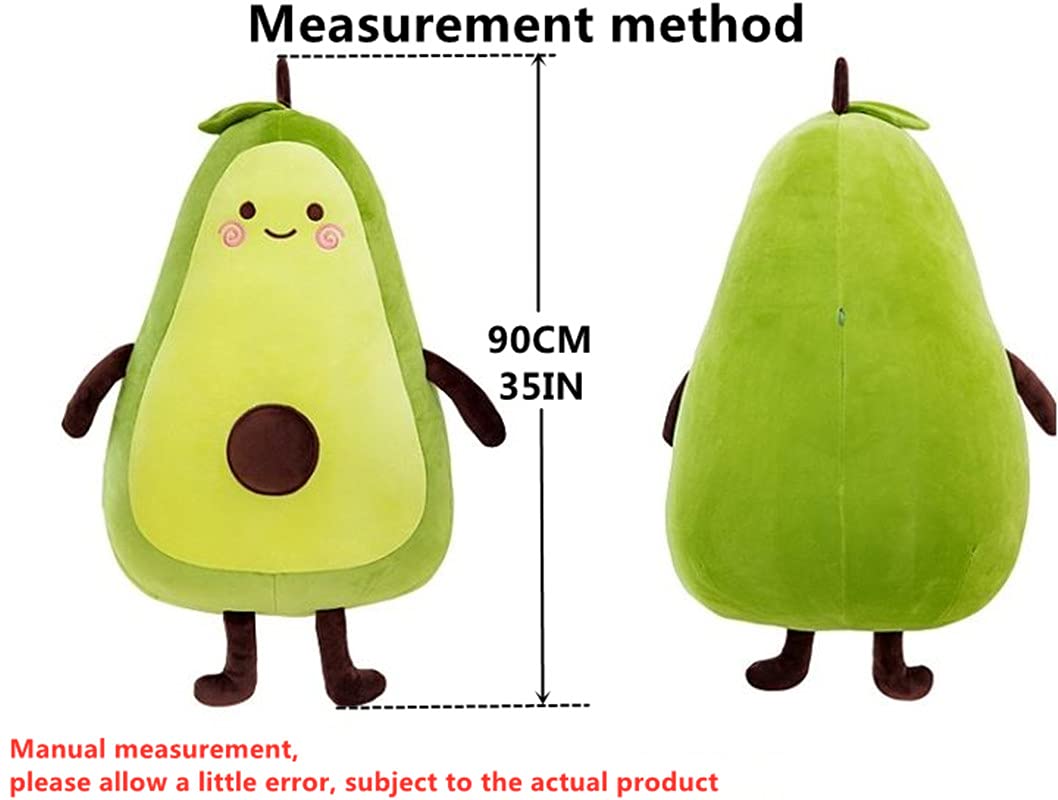 Measurement method
90CM
35IN
Manual measurement,
please allow a little error, subject to the actual product